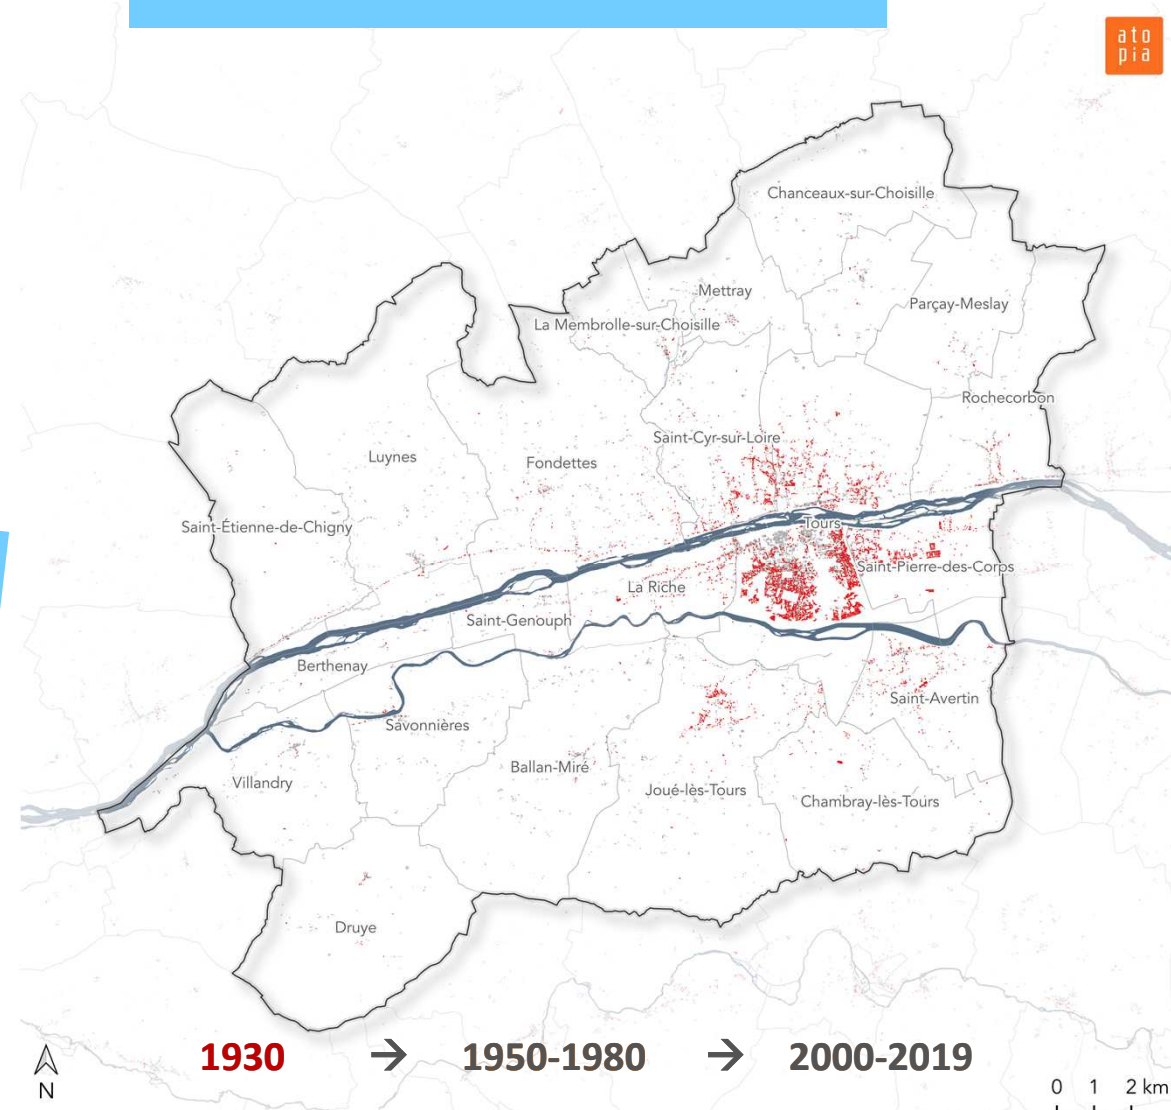 ato
pia
Chanceaux-sur-Choisille
Mettray
Parçay-Meslay
La Membrolle-sur-Choisille
Rochecorbon
Saint-Cyr-sur-Loire
Luynes
Fondettes
Saint-Étienne-de-Chigny
Tours
Saint-Pierre-des-Corps
La Riche
Saint-Genouph
Berthenay
Saint-Avertin
Savonnières
Ballan-Miré
Villandry
Joué-lès-Tours
Chambray-lès-Tours
Druye
1930 → 1950-1980 → 2000-2019
N
0 1 2 km